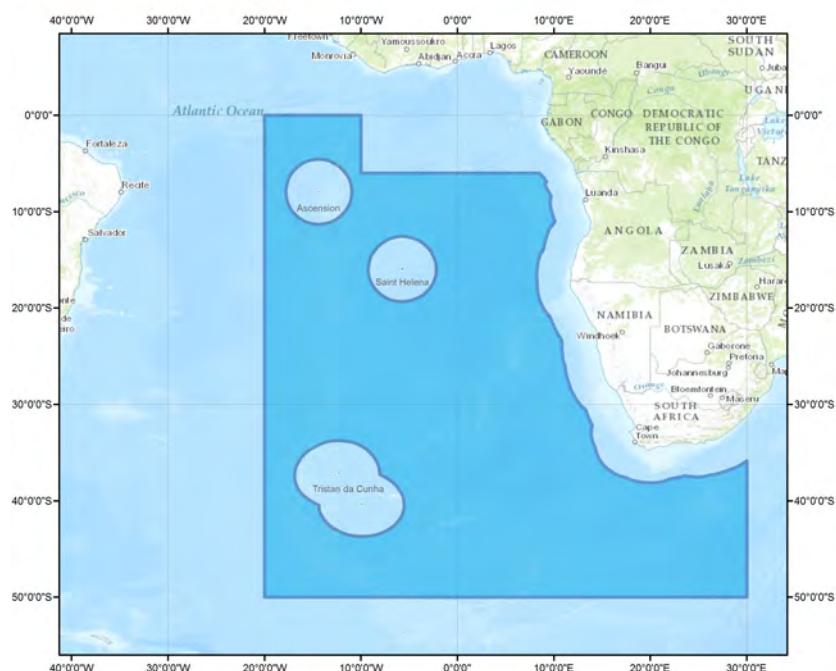 40°0'0"W 30°0'0"W 20°0'0"W 10°0'0"W 0°0'0" 10°0'0"E 20°0'0"E 30°0'0"E
Freetown
Monrovia
Yamoussoukro
Abidjan
Accra
Lagos
CAMEROON
Yaoundé
Bangui
SOUTH
SUDAN
Juba
Congo
0°0'0"
Atlantic Ocean
GABON
CONGO
DEMOCRATIC
REPUBLIC OF
THE CONGO
Kinshasa
0°0'0"
Fortaleza
Recife
Salvador
Ascension
Saint Helena
Luanda
Lake
Tanganyika
10°0'0"S
10°0'0"S
ANGOLA
ZAMBIA
Lusaka
Zambezi
Harare
ZIMBABWE
20°0'0"S
20°0'0"S
NAMIBIA
Windhoek
BOTSWANA
Gaborone
Pretoria
Johannesburg
Orange
Bloemfontein
Maseru
30°0'0"S
30°0'0"S
SOUTH
AFRICA
Cape
Town
Tristan da Cunha
40°0'0"S
40°0'0"S
50°0'0"S
50°0'0"S
40°0'0"W 30°0'0"W 20°0'0"W 10°0'0"W 0°0'0" 10°0'0"E 20°0'0"E 30°0'0"E